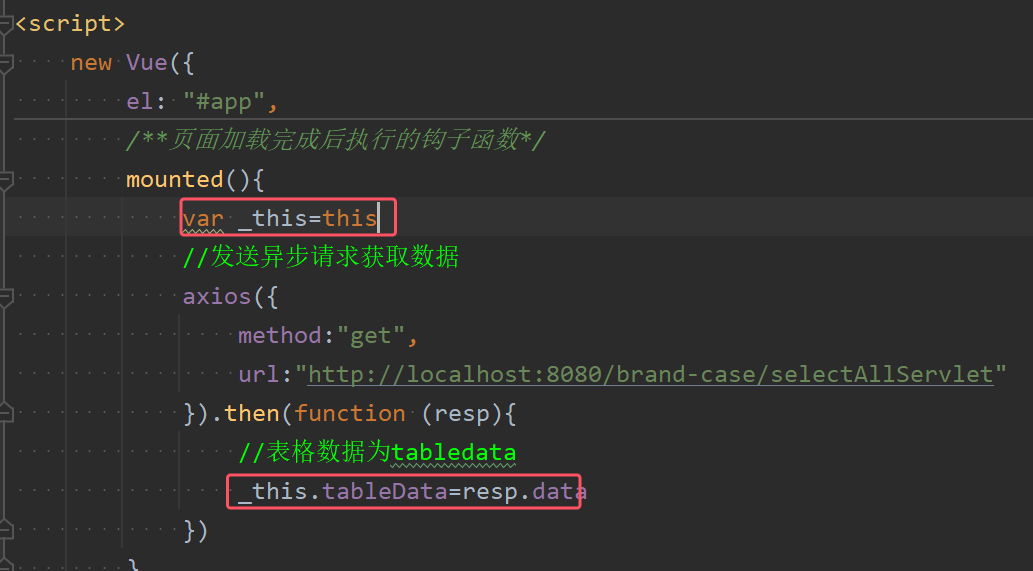 <script>
new Vue({
el: "#app",
/**页面加载完成后执行的钩子函数*/
mounted(){
var _this=this
//发送异步请求获取数据
axios({
method:"get",
url:"http://localhost:8080/brand-case/selectAllServlet"
}).then(function (resp){
//表格数据为tabledata
_this.tableData=resp.data
})
}